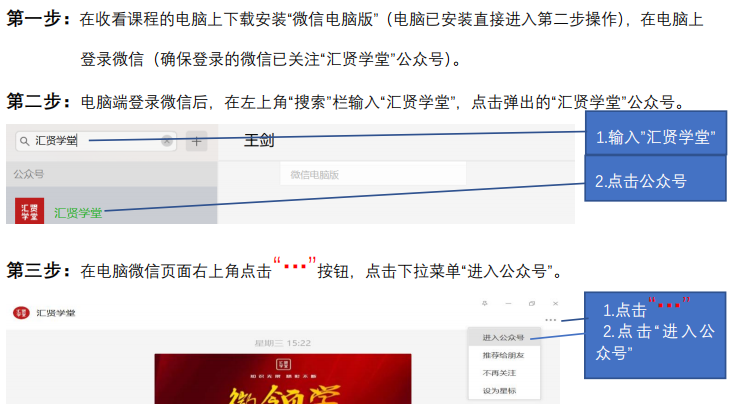 第一步：在收看课程的电脑上下载安装“微信电脑版”（电脑已安装直接进入第二步操作），在电脑上
登录微信（确保登录的微信已关注“汇贤学堂”公众号）。
第二步：电脑端登录微信后，在左上角“搜索”栏输入“汇贤学堂”，点击弹出的“汇贤学堂”公众号。
汇贤学堂
王剑
1.输入”汇贤学堂”
公众号
微信电脑版
2.点击公众号
汇贤
学堂
汇贤学堂
第三步：在电脑微信页面右上角点击“…”按钮，点击下拉菜单“进入公众号”。
汇贤学堂
1.点击“…”
2.点击“进入公
众号”
星期三 15:22
进入公众号
推荐给朋友
不再关注
设为星标